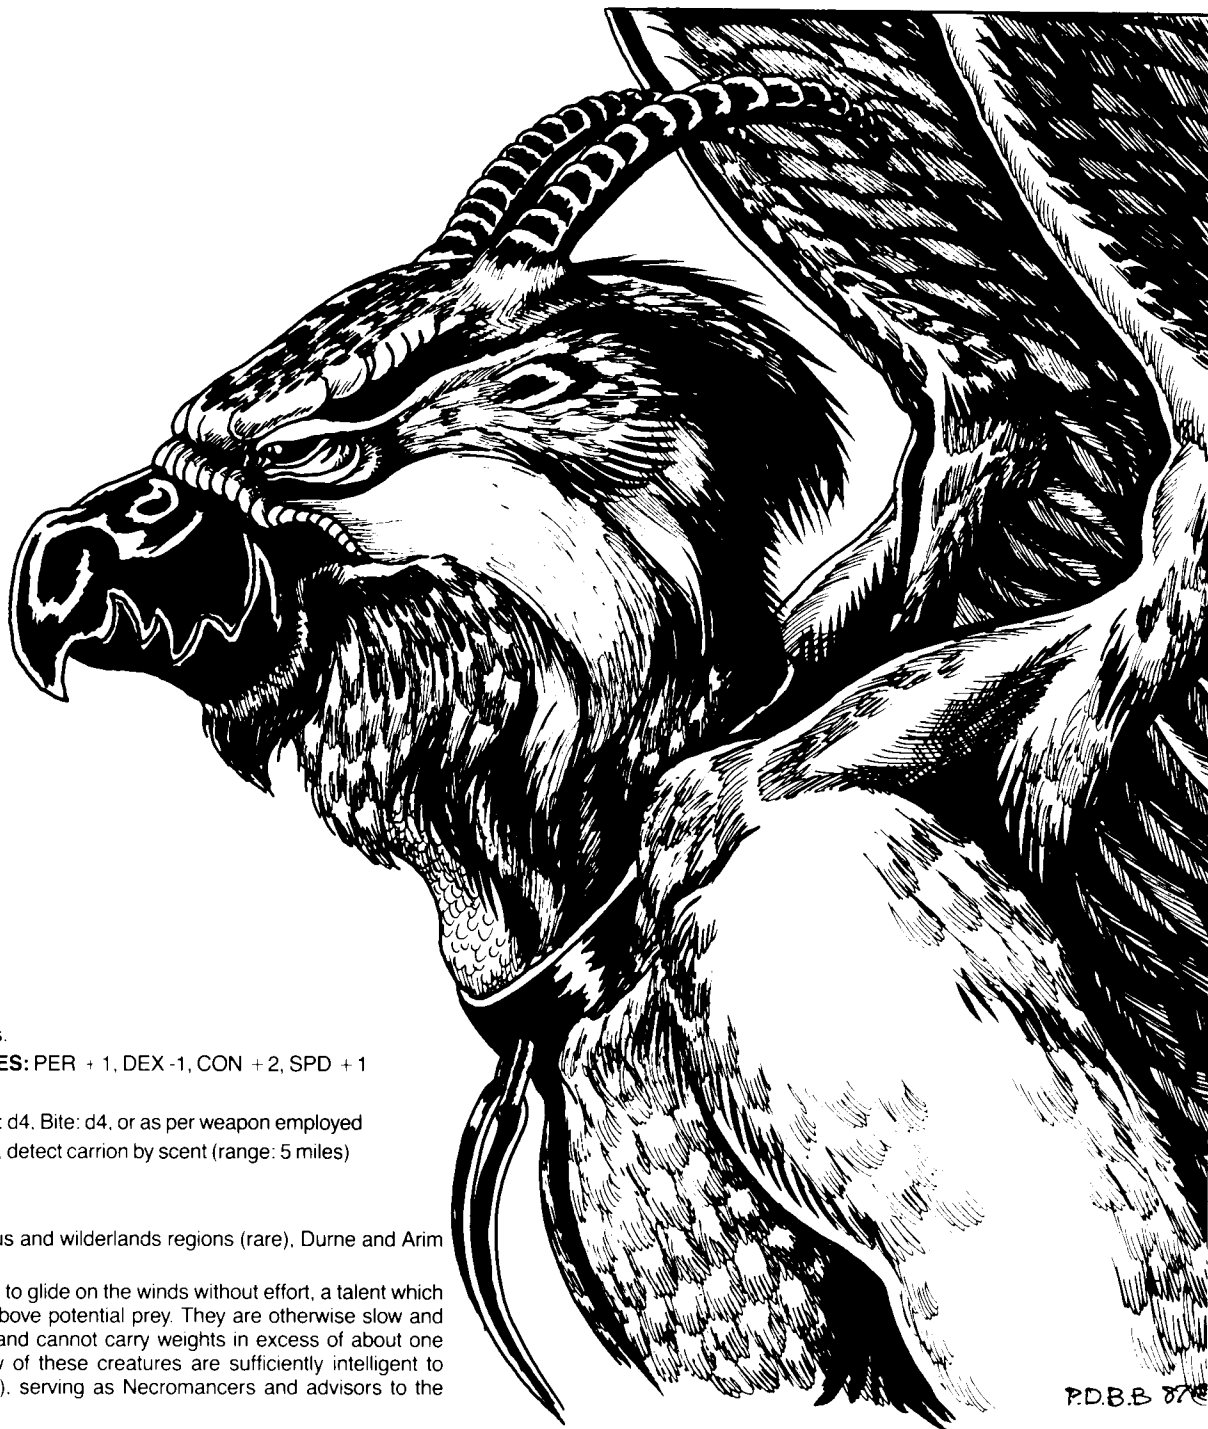 s.
ES: PER + 1, DEX -1, CON +2, SPD +1
: d4, Bite: d4, or as per weapon employed
, detect carrion by scent (range: 5 miles)
us and wilderlands regions (rare), Durne and Arim
to glide on the winds without effort, a talent which
bove potential prey. They are otherwise slow and
and cannot carry weights in excess of about one
y of these creatures are sufficiently intelligent to
). serving as Necromancers and advisors to the
P.D.B.B 87